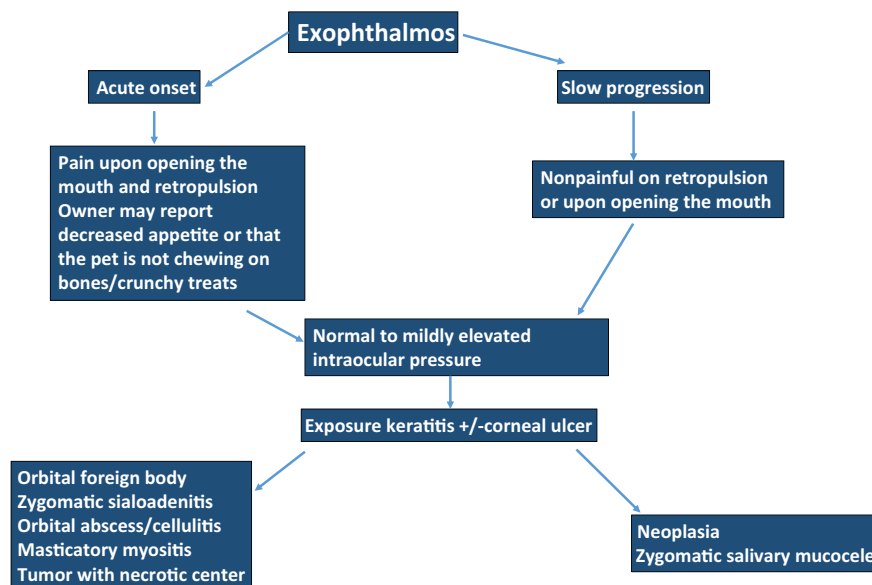 Exophthalmos
Acute onset
Slow progression
Pain upon opening the
mouth and retropulsion
Owner may report
decreased appetite or that
the pet is not chewing on
bones/crunchy treats
Nonpainful on retropulsion
or upon opening the mouth
Normal to mildly elevated
intraocular pressure
Exposure keratitis +/-corneal ulcer
Orbital foreign body
Zygomatic sialoadenitis
Orbital abscess/cellulitis
Masticatory myositis
Tumor with necrotic center
Neoplasia
Zygomatic salivary mucocele